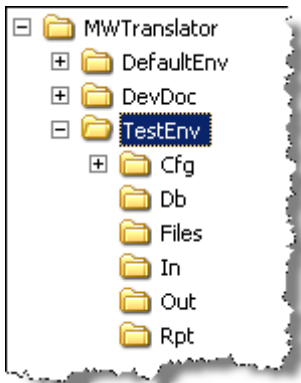 MWTranslator
DefaultEnv
DevDoc
TestEnv
Cfg
Db
Files
In
Out
Rpt